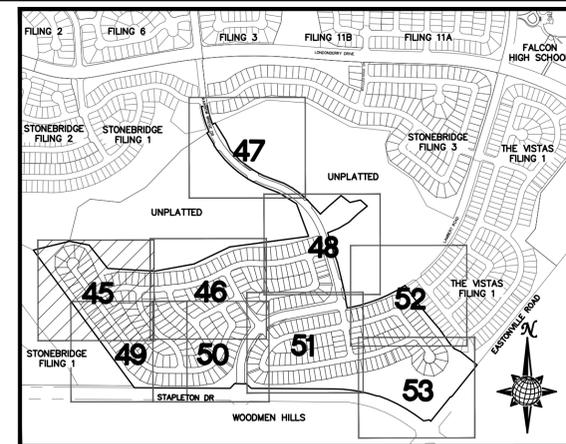 FILING 2
FILING 6
FILING 3
FILING 11B
FILING 11A
LONDONDERRY DRIVE
FALCON
HIGH SCHOOL
STONEBRIDGE
FILING 2
STONEBRIDGE
FILING 1
47
STONEBRIDGE
FILING 3
THE VISTAS
FILING 1
UNPLATTED
UNPLATTED
LAMBERT ROAD
48
45
46
52
THE VISTAS
FILING 1
EASTONVILLE ROAD
N
STONEBRIDGE
FILING 1
49
50
51
53
STAPLETON DR
WOODMEN HILLS